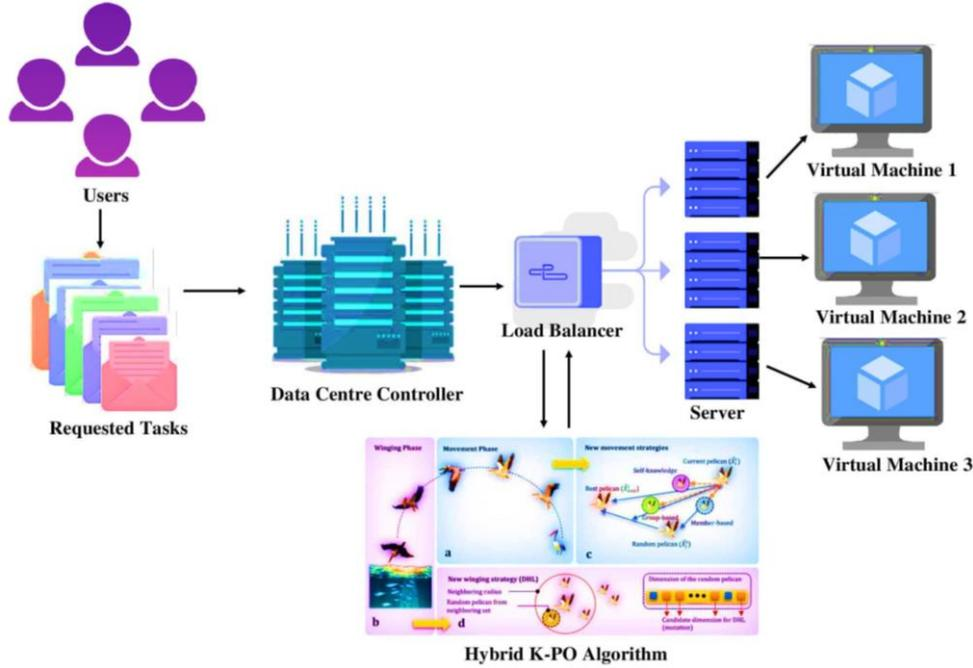 Users
Requested Tasks
Data Centre Controller
Load Balancer
Server
Virtual Machine 1
Virtual Machine 2
Virtual Machine 3
Winging Phase
Movement Phase
a
b
New movement strategies
Current pelican
Self-knowledge
Best pelican
Group-based
Member-based
Random pelican
c
New winging strategy (DHL)
Neighboring radius
Random pelican from
neighboring set
d
Dimension of the random pelican
Candidate dimension for DHL
(mutation)
Hybrid K-PO Algorithm